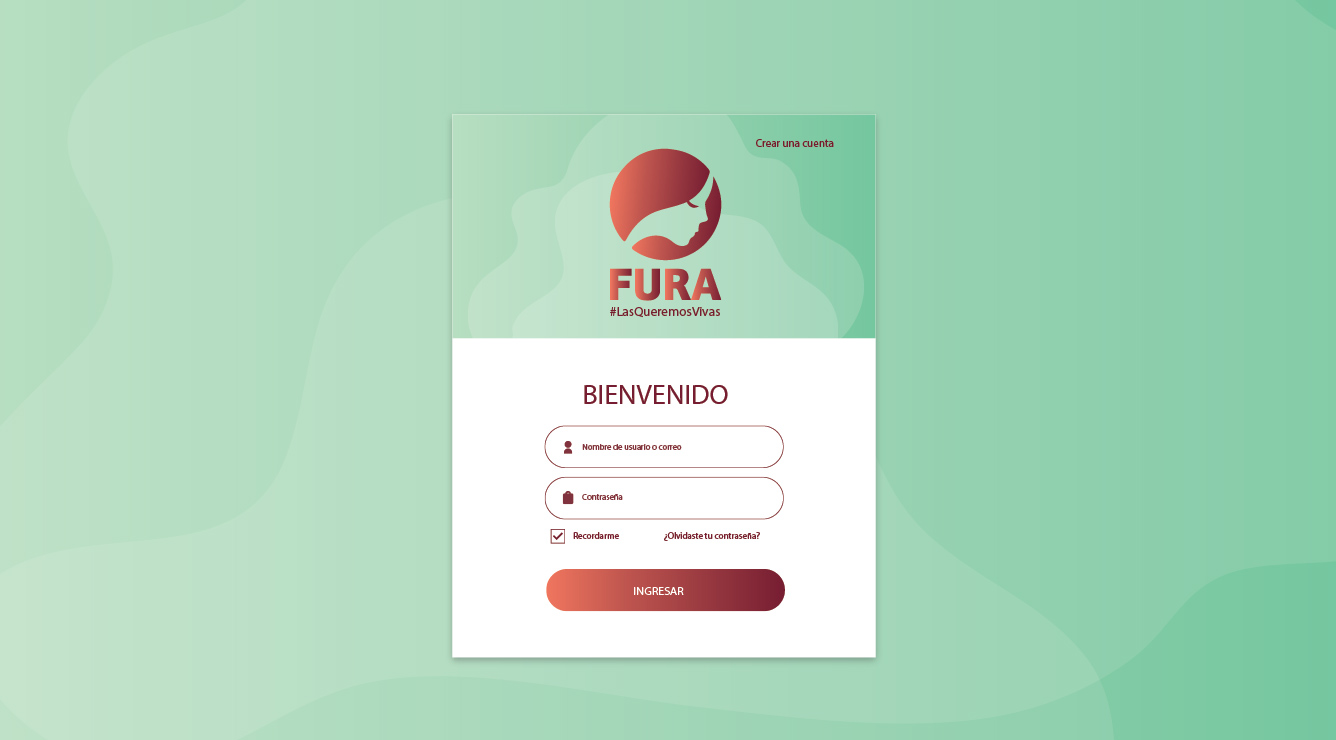 Crear una cuenta
FURA
#LasQueremosVivas
BIENVENIDO
Nombre de usuario o correo
Contraseña
Recordarme ¿Olvidaste tu contraseña?
INGRESAR